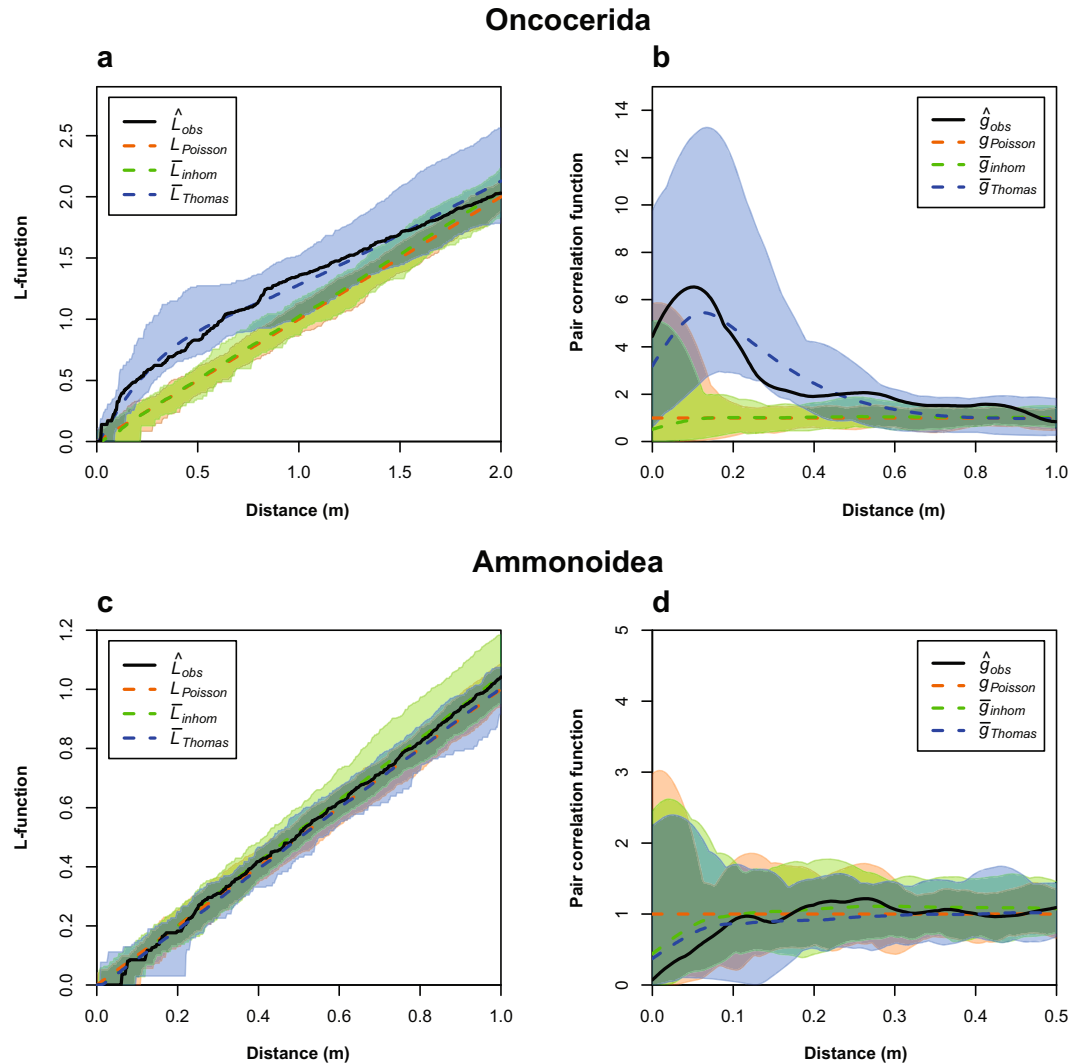 Oncocerida
a
L-function
0.0 0.5 1.0 1.5 2.0 2.5
L̂obs
LPoisson
L̄inhom
L̄Thomas
0.0 0.5 1.0 1.5 2.0
Distance (m)
b
Pair correlation function
0 2 4 6 8 10 12 14
ĝobs
gPoisson
ḡinhom
ḡThomas
0.0 0.2 0.4 0.6 0.8 1.0
Distance (m)
Ammonoidea
c
L-function
0.0 0.2 0.4 0.6 0.8 1.0 1.2
L̂obs
LPoisson
L̄inhom
L̄Thomas
0.0 0.2 0.4 0.6 0.8 1.0
Distance (m)
d
Pair correlation function
0 1 2 3 4 5
ĝobs
gPoisson
ḡinhom
ḡThomas
0.0 0.1 0.2 0.3 0.4 0.5
Distance (m)